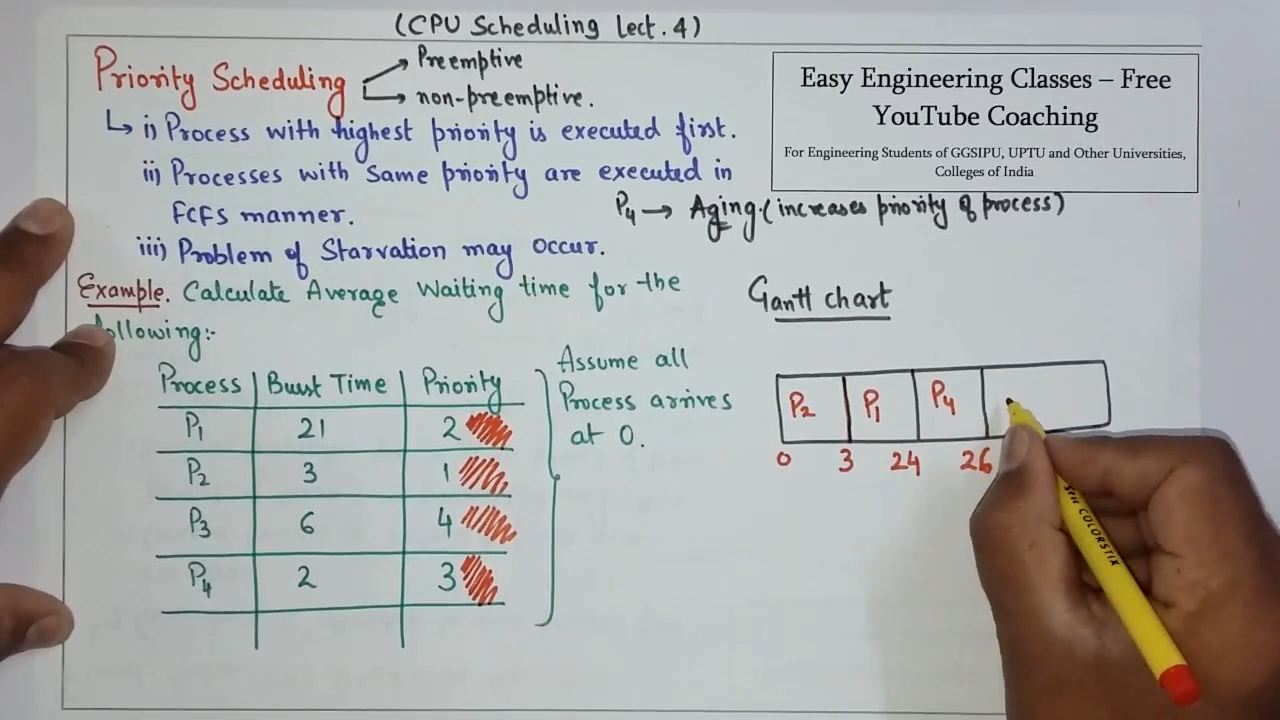 (CPU Scheduling Lect. 4)
Priority Scheduling
Preemptive
non-preemptive.
i) Process with highest priority is executed first.
ii) Processes with same priority are executed in
FCFS manner.
iii) Problem of Starvation may occur.
Easy Engineering Classes – Free
YouTube Coaching
For Engineering Students of GGSIPU, UPTU and Other Universities,
Colleges of India
P4 → Aging (increases priority of process)
Example. Calculate Average Waiting time for the
following:-
Process Burst Time Priority
P1 21 2
P2 3 1
P3 6 4
P4 2 3
Assume all
Process arrives
at 0.
Gantt chart
P2 P1 P4
0 3 24 26